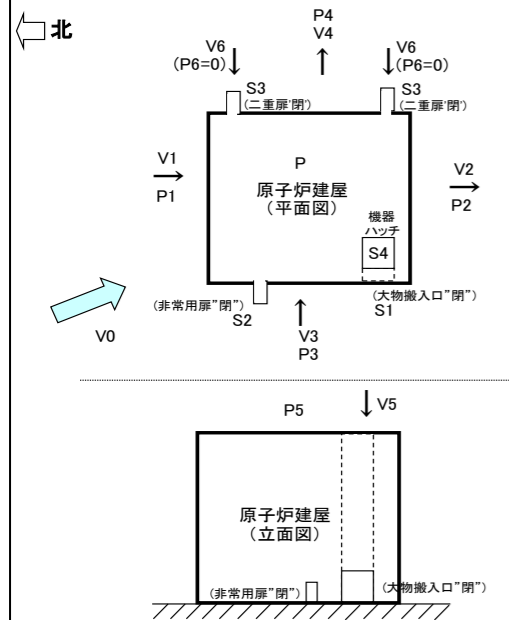 北
P4
V4
V6
(P6=0)
V6
(P6=0)
S3
(二重扉'閉')
S3
(二重扉'閉')
V1
P1
P
原子炉建屋
(平面図)
V2
P2
機器
ハッチ
S4
(非常用扉"閉")
S2
(大物搬入口"閉")
S1
V0
V3
P3
P5
V5
原子炉建屋
(立面図)
(非常用扉"閉")
(大物搬入口"閉")